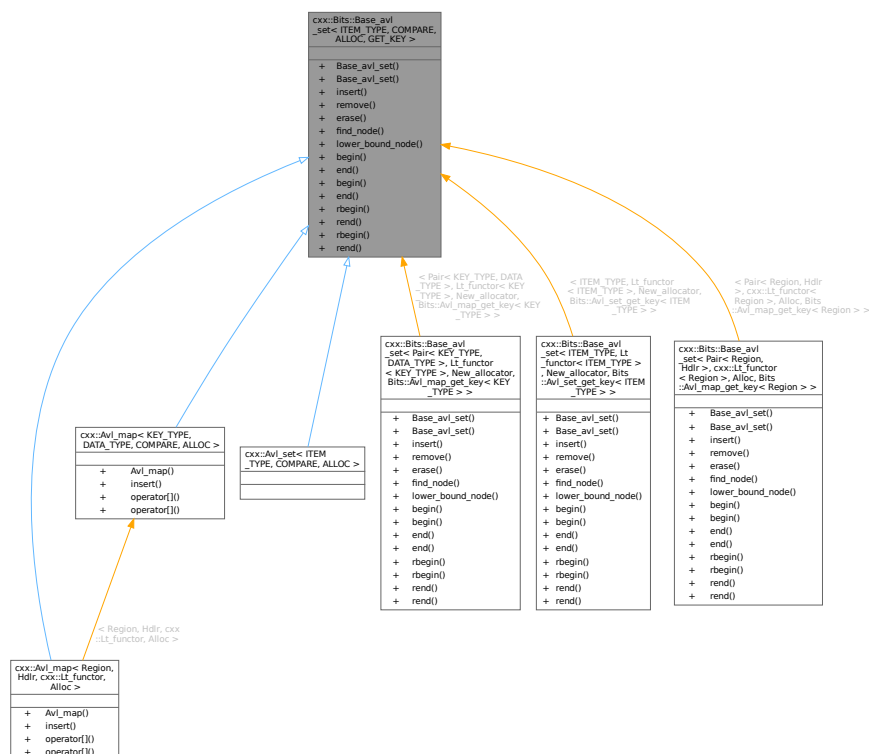 cxx::Bits::Base_avl
_set< ITEM_TYPE, COMPARE,
ALLOC, GET_KEY >
+ Base_avl_set()
+ Base_avl_set()
+ insert()
+ remove()
+ erase()
+ find_node()
+ lower_bound_node()
+ begin()
+ end()
+ begin()
+ end()
+ rbegin()
+ rend()
+ rbegin()
+ rend()
< Pair< KEY_TYPE, DATA
_TYPE >, Lt_functor< KEY
_TYPE >, New_allocator,
Bits::Avl_map_get_key< KEY
_TYPE > >
< ITEM_TYPE, Lt_functor
< ITEM_TYPE >, New_allocator,
Bits::Avl_set_get_key< ITEM
_TYPE > >
< Pair< Region, Hdlr
>, cxx::Lt_functor<
Region >, Alloc, Bits
::Avl_map_get_key< Region > >
cxx::Bits::Base_avl
_set< Pair< KEY_TYPE,
DATA_TYPE >, Lt_functor
< KEY_TYPE >, New_allocator,
Bits::Avl_map_get_key< KEY
_TYPE > >
+ Base_avl_set()
+ Base_avl_set()
+ insert()
+ remove()
+ erase()
+ find_node()
+ lower_bound_node()
+ begin()
+ begin()
+ end()
+ end()
+ rbegin()
+ rbegin()
+ rend()
+ rend()
cxx::Bits::Base_avl
_set< ITEM_TYPE, Lt
_functor< ITEM_TYPE >
, New_allocator, Bits
::Avl_set_get_key< ITEM
_TYPE > >
+ Base_avl_set()
+ Base_avl_set()
+ insert()
+ remove()
+ erase()
+ find_node()
+ lower_bound_node()
+ begin()
+ begin()
+ end()
+ end()
+ rbegin()
+ rbegin()
+ rend()
+ rend()
cxx::Bits::Base_avl
_set< Pair< Region,
Hdlr >, cxx::Lt_functor
< Region >, Alloc, Bits
::Avl_map_get_key< Region > >
+ Base_avl_set()
+ Base_avl_set()
+ insert()
+ remove()
+ erase()
+ find_node()
+ lower_bound_node()
+ begin()
+ begin()
+ end()
+ end()
+ rbegin()
+ rbegin()
+ rend()
+ rend()
cxx::Avl_map< KEY_TYPE,
DATA_TYPE, COMPARE, ALLOC >
+ Avl_map()
+ insert()
+ operator[]()
+ operator[]()
cxx::Avl_set< ITEM
_TYPE, COMPARE, ALLOC >
< Region, Hdlr, cxx
::Lt_functor, Alloc >
cxx::Avl_map< Region,
Hdlr, cxx::Lt_functor,
Alloc >
+ Avl_map()
+ insert()
+ operator[]()
+ operator[]()